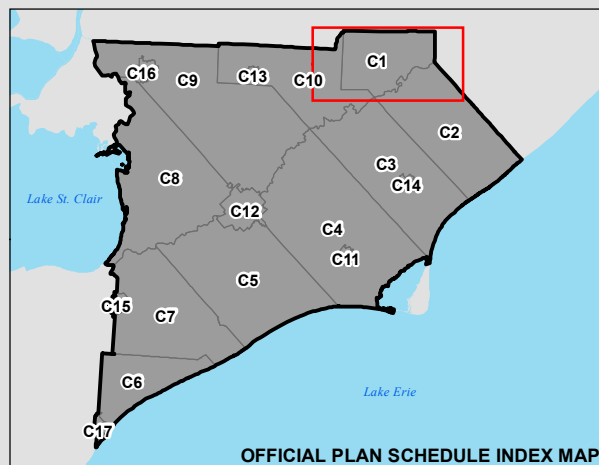 C1
C16
C9
C13
C10
C2
C3
C8
C14
Lake St. Clair
C12
C4
C11
C5
C15
C7
C6
Lake Erie
C17
OFFICIAL PLAN SCHEDULE INDEX MAP